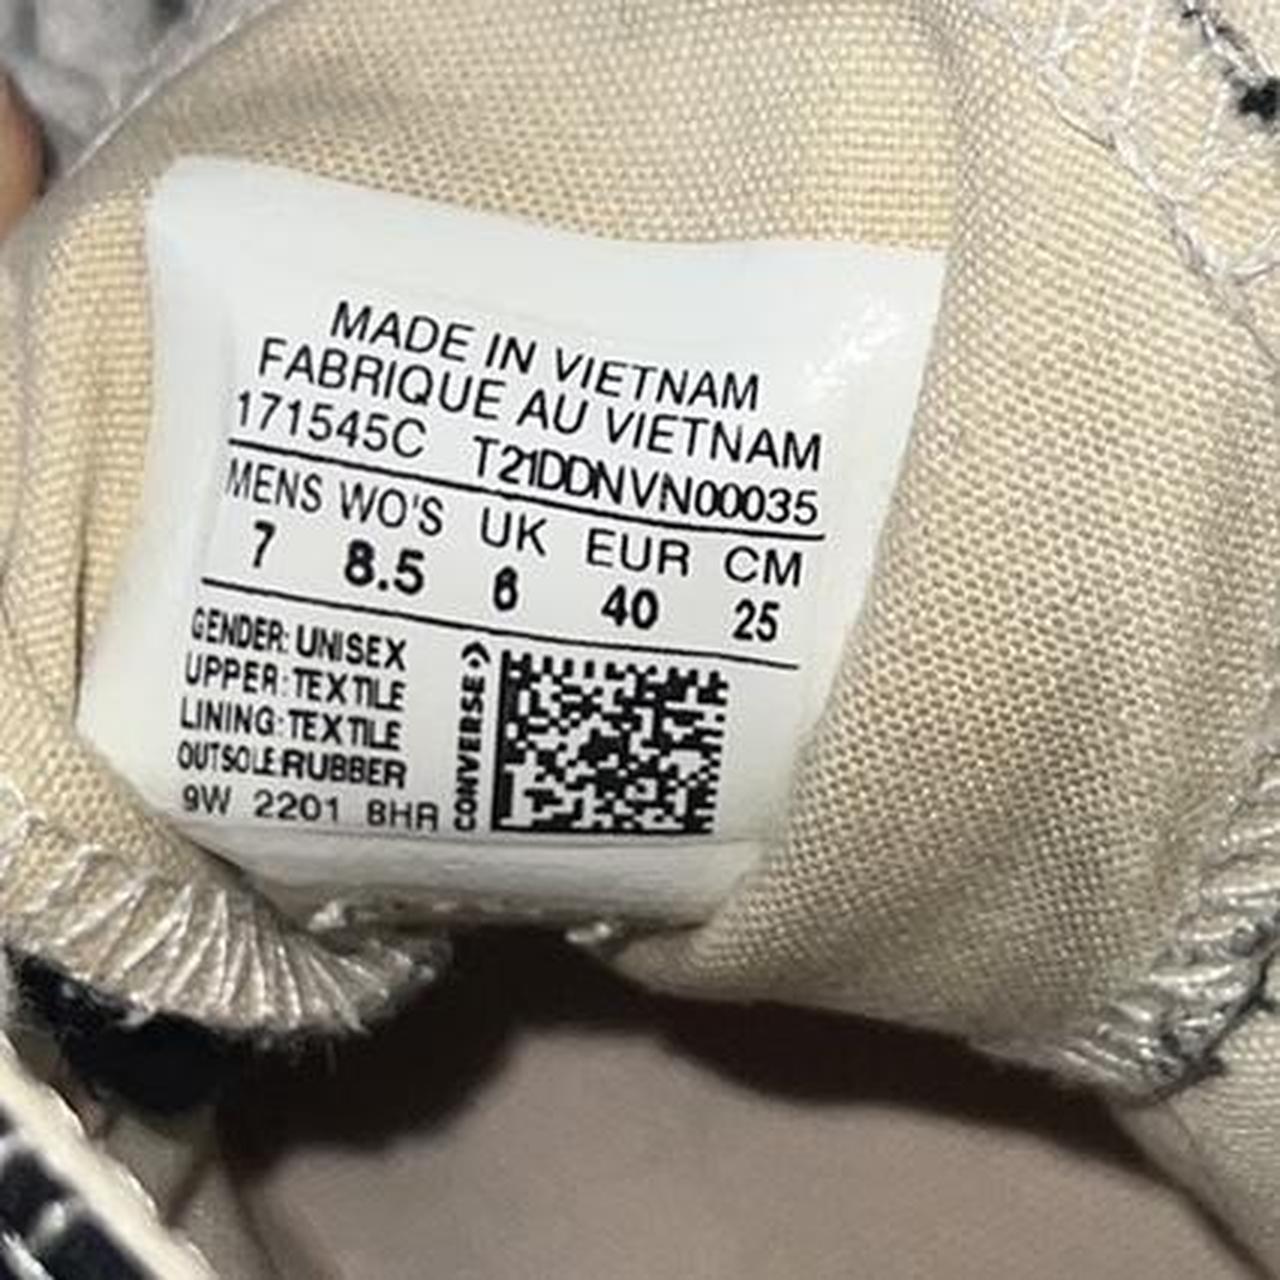 MADE IN VIETNAM
FABRIQUE AU VIETNAM
171545C T21DDNVN00035
MENS WO'S UK EUR CM
7 8.5 6 40 25
GENDER: UNISEX
UPPER: TEXTILE
LINING: TEXTILE
OUTSOLE:RUBBER
9W 2201 8HR
CONVERSE